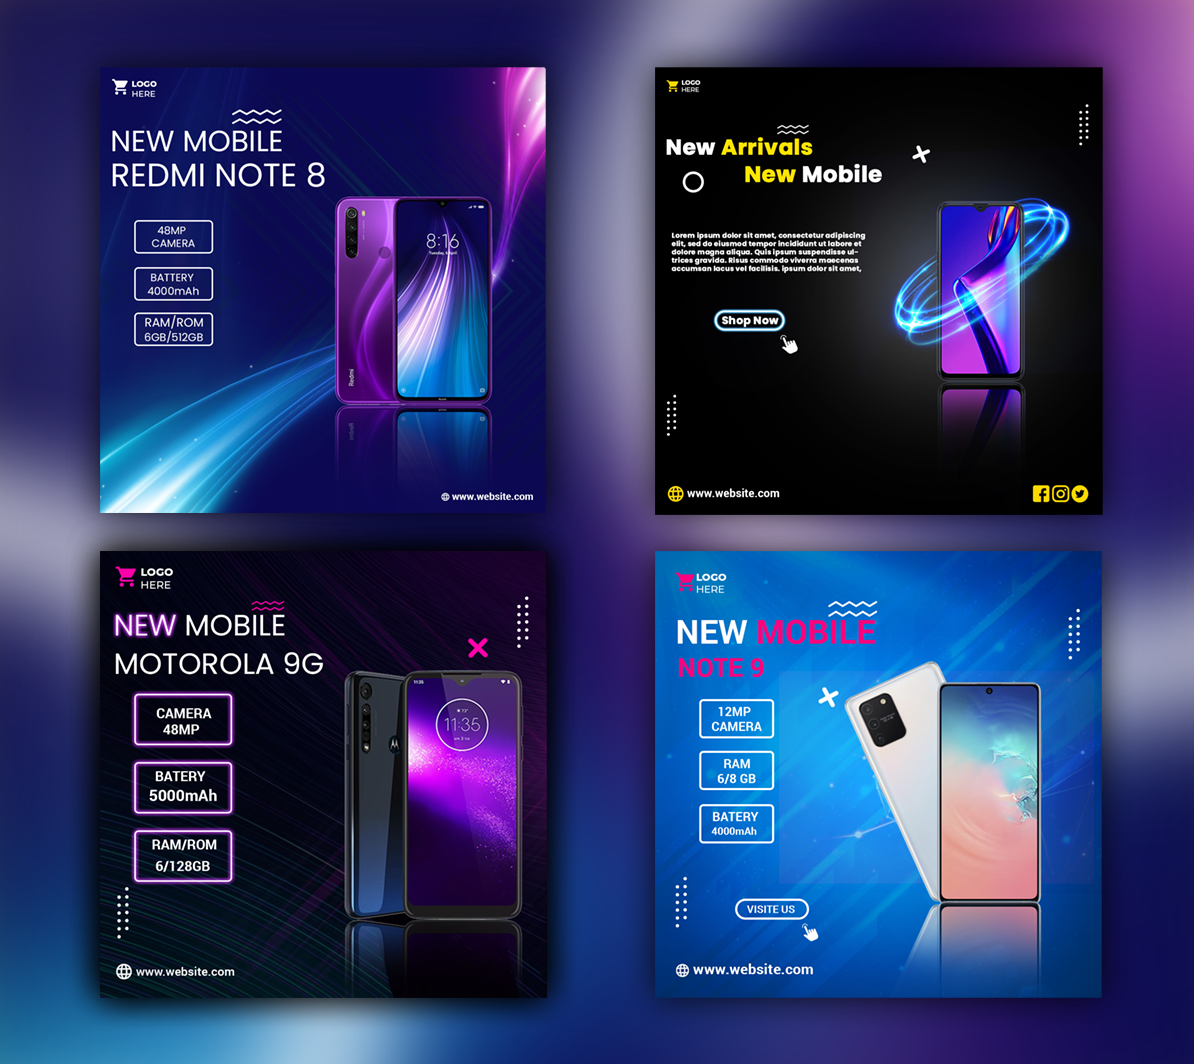 LOGO
HERE
NEW MOBILE
REDMI NOTE 8
48MP
CAMERA
BATTERY
4000mAh
RAM/ROM
6GB/512GB
8:16
Redmi
www.website.com
LOGO
HERE
New Arrivals
New Mobile
Lorem ipsum dolor sit amet, consectetur adipiscing
elit, sed do eiusmod tempor incididunt ut labore et
dolore magna aliqua. Quis ipsum suspendisse ul-
trices gravida. Risus commodo viverra maecenas
accumsan lacus vel facilisis. ipsum dolor sit amet,
Shop Now
www.website.com
LOGO
HERE
NEW MOBILE
MOTOROLA 9G
CAMERA
48MP
BATERY
5000mAh
RAM/ROM
6/128GB
11:35
11:35
www.website.com
LOGO
HERE
NEW MOBILE
NOTE 9
12MP
CAMERA
RAM
6/8 GB
BATERY
4000mAh
VISITE US
www.website.com